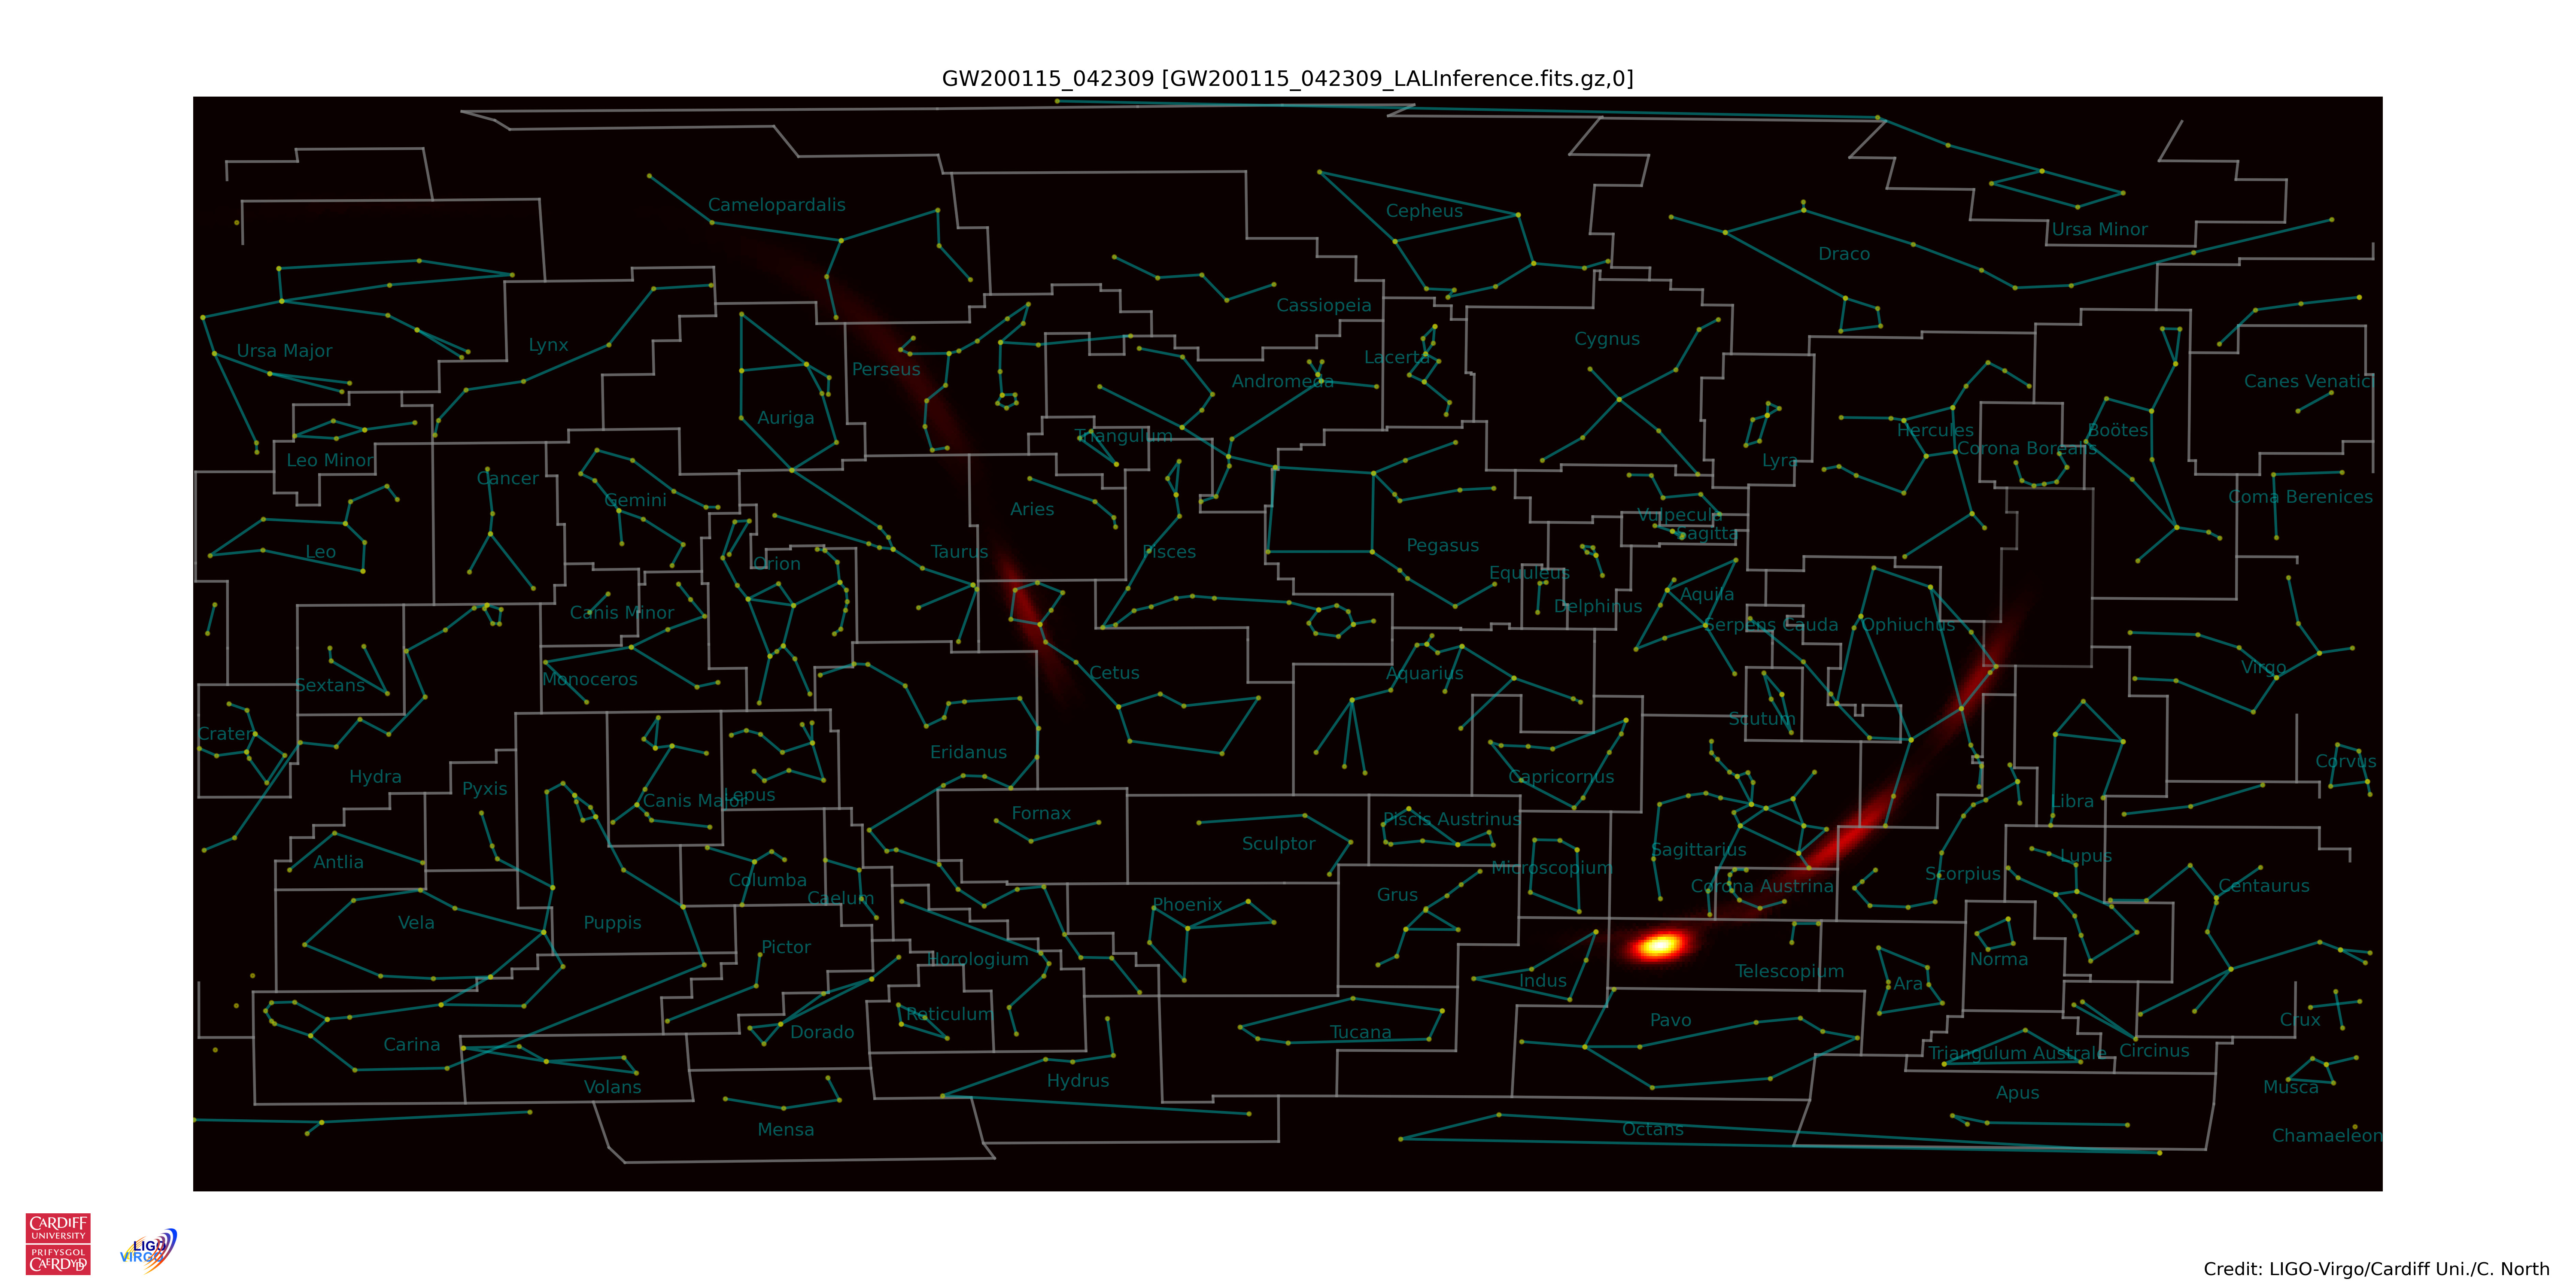 GW200115_042309 [GW200115_042309_LALInference.fits.gz,0]
Camelopardalis
Cepheus
Ursa Minor
Draco
Cassiopeia
Ursa Major
Lynx
Cygnus
Lacerta
Perseus
Andromeda
Canes Venatici
Auriga
Triangulum
Hercules
Boötes
Corona Borealis
Leo Minor
Lyra
Cancer
Gemini
Coma Berenices
Aries
Vulpecula
Sagitta
Leo
Taurus
Pisces
Pegasus
Orion
Equuleus
Canis Minor
Delphinus
Aquila
Serpens Cauda
Ophiuchus
Sextans
Monoceros
Cetus
Aquarius
Virgo
Crater
Scutum
Hydra
Pyxis
Eridanus
Capricornus
Corvus
Canis Major
Lepus
Fornax
Piscis Austrinus
Libra
Antlia
Sculptor
Sagittarius
Lupus
Columba
Caelum
Microscopium
Corona Austrina
Scorpius
Centaurus
Vela
Puppis
Phoenix
Grus
Pictor
Horologium
Indus
Telescopium
Ara
Norma
Carina
Dorado
Reticulum
Tucana
Pavo
Crux
Triangulum Australe
Circinus
Volans
Hydrus
Apus
Musca
Mensa
Octans
Chamaeleon
CARDIFF
UNIVERSITY
PRIFYSGOL
CAERDYDD
LIGO
VIRGO
Credit: LIGO-Virgo/Cardiff Uni./C. North